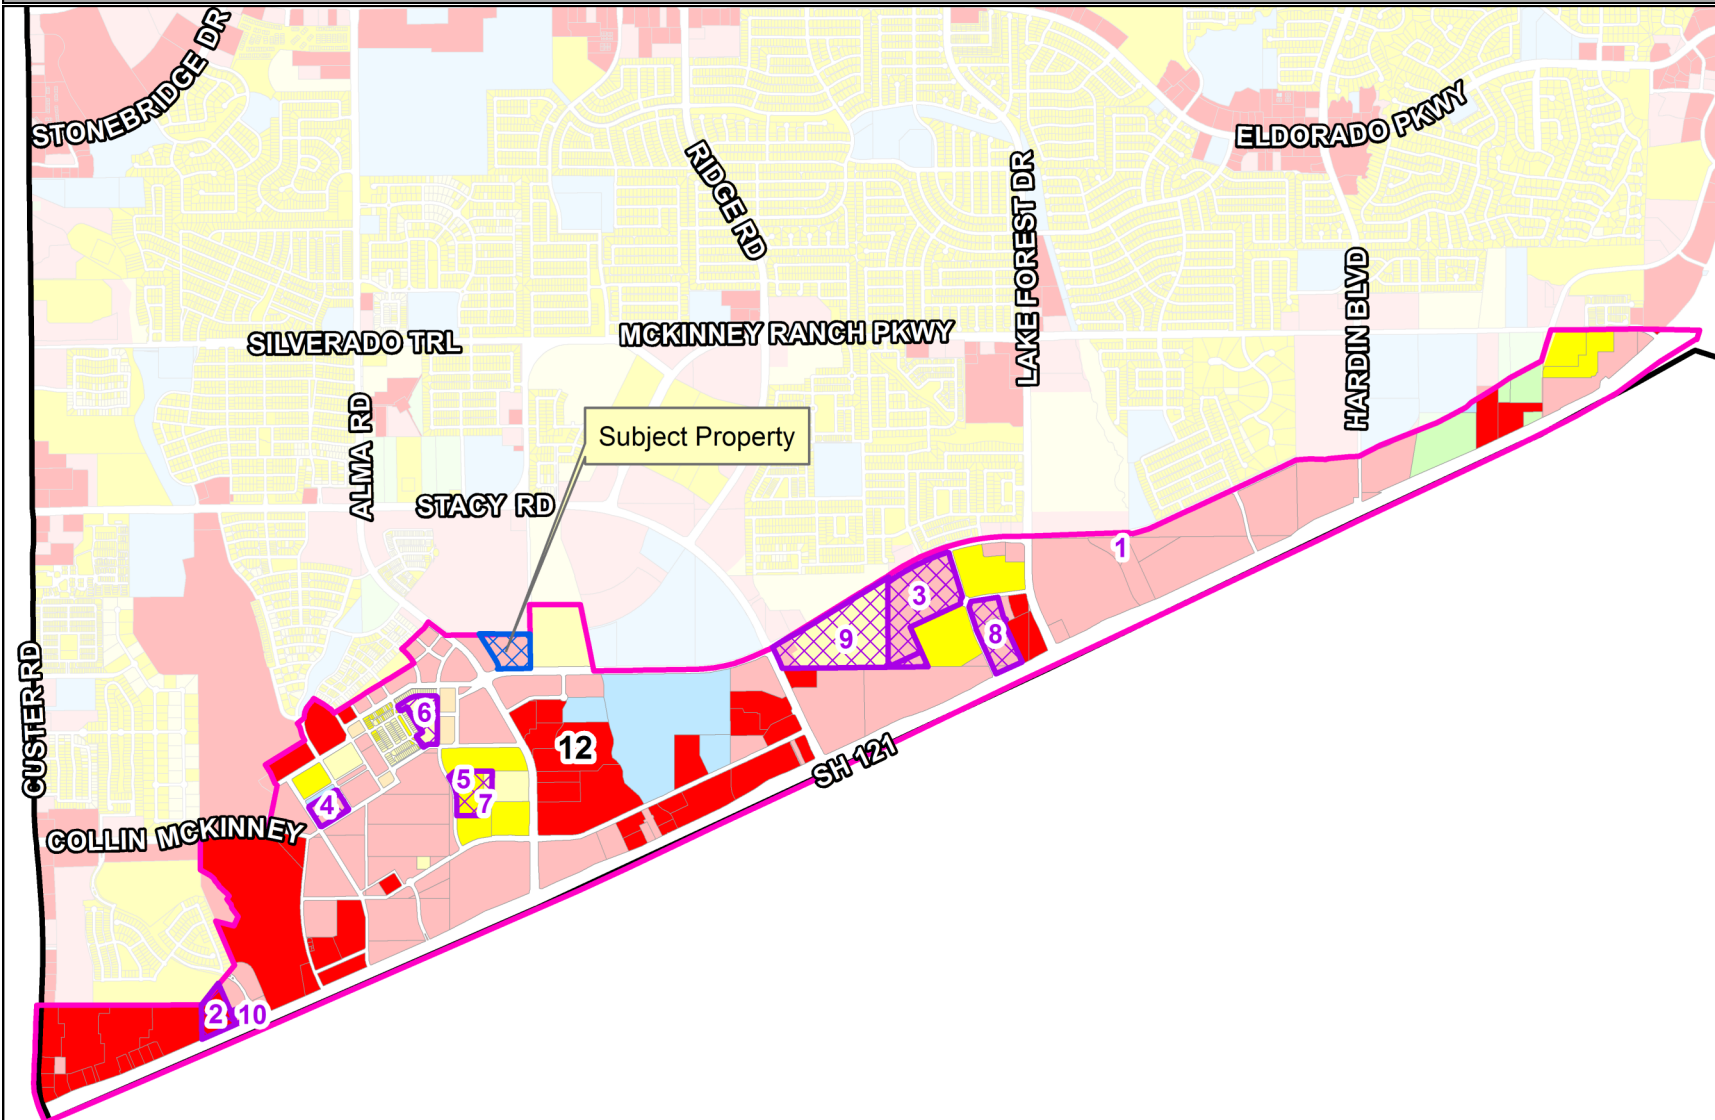 STONEBRIDGE DR
ELDORADO PKWY
RIDGE RD
LAKE FOREST DR
HARDIN BLVD
SILVERADO TRL
MCKINNEY RANCH PKWY
ALMA RD
Subject Property
STACY RD
1
3
9
8
CUSTER RD
6
12
SH 121
5
7
4
COLLIN MCKINNEY
2
10